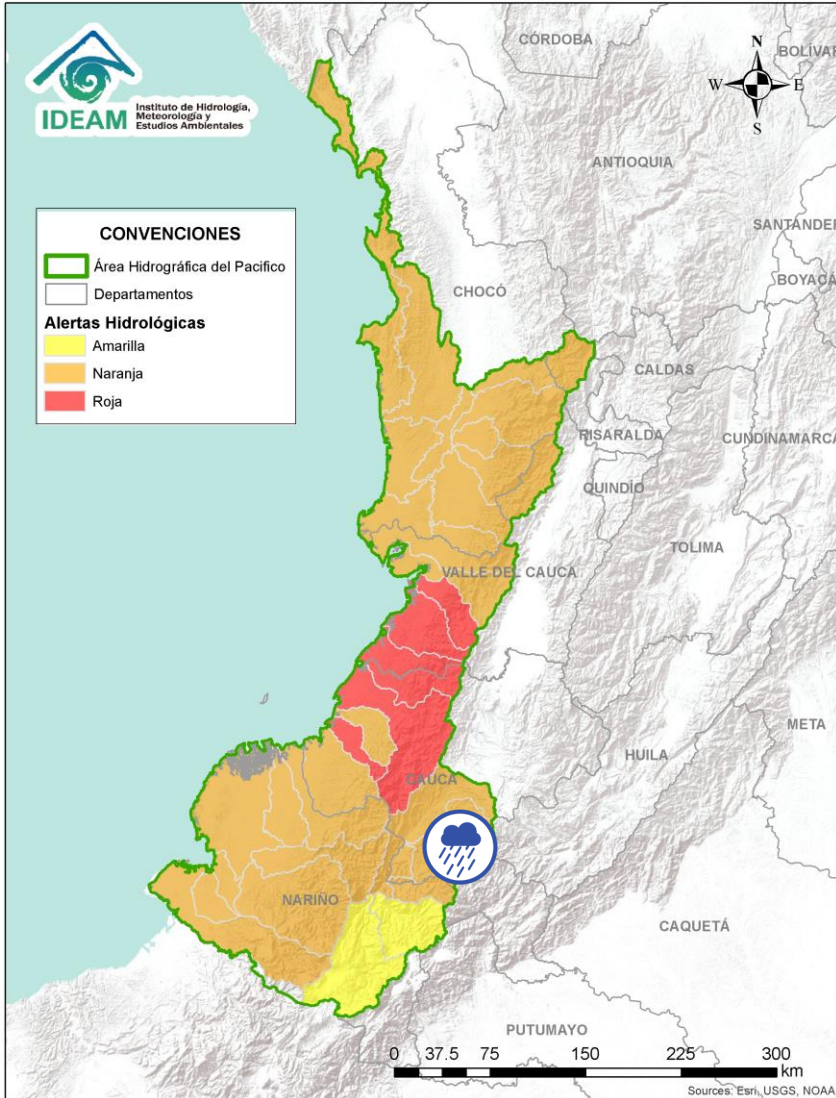 CÓRDOBA
BOLÍVAR
N
W E
S
IDEAM
Instituto de Hidrología,
Meteorología y
Estudios Ambientales
ANTIOQUIA
SANTANDER
CONVENCIONES
Área Hidrográfica del Pacifico
Departamentos
Alertas Hidrológicas
Amarilla
Naranja
Roja
BOYACÁ
CHOCÓ
CALDAS
RISARALDA
CUNDINAMARCA
QUINDÍO
TOLIMA
VALLE DEL CAUCA
META
HUILA
CAUCA
NARIÑO
CAQUETÁ
PUTUMAYO
0 37.5 75 150 225 300
km
Sources: Esri, USGS, NOAA